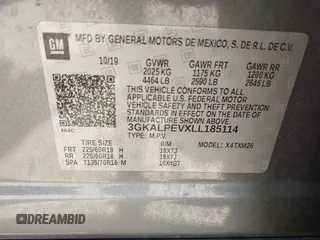 GM
MFD BY GENERAL MOTORS DE MEXICO, S. DE R.L. DE C.V.
10/19 GVWR GAWR FRT GAWR RR
2025 KG 1175 KG 1200 KG
4464 LB 2590 LB 2645 LB
THIS VEHICLE CONFORMS TO ALL APPLICABLE
U.S. FEDERAL MOTOR VEHICLE SAFETY, BUMPER, AND
THEFT PREVENTION STANDARDS IN EFFECT ON THE DATE
OF MANUFACTURE SHOWN ABOVE.
3GKALPEVXLL185114
464C TYPE: M.P.V. MODEL: X4TXM26
TIRE SIZE RIM
FRT 225/60R18 H 18X7J
RR 225/60R18 H 18X7J
SPA T135/70R16 M 16X4BT
DYEAUTOBID